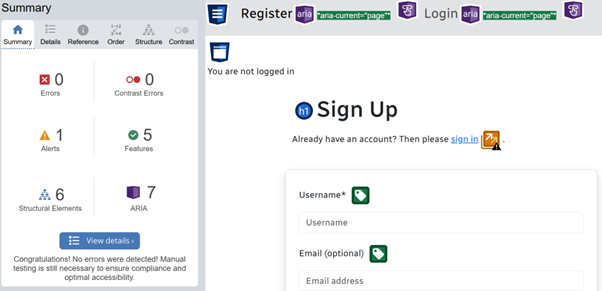 Summary
Summary Details Reference Order Structure Contrast
0 Errors
0 Contrast Errors
1 Alerts
5 Features
6 Structural Elements
7 ARIA
View details ›
Congratulations! No errors were detected! Manual
testing is still necessary to ensure compliance and
optimal accessibility.
Register aria *aria-current="page"* Login aria *aria-current="page"*
You are not logged in
h1 Sign Up
Already have an account? Then please sign in .
Username*
Username
Email (optional)
Email address